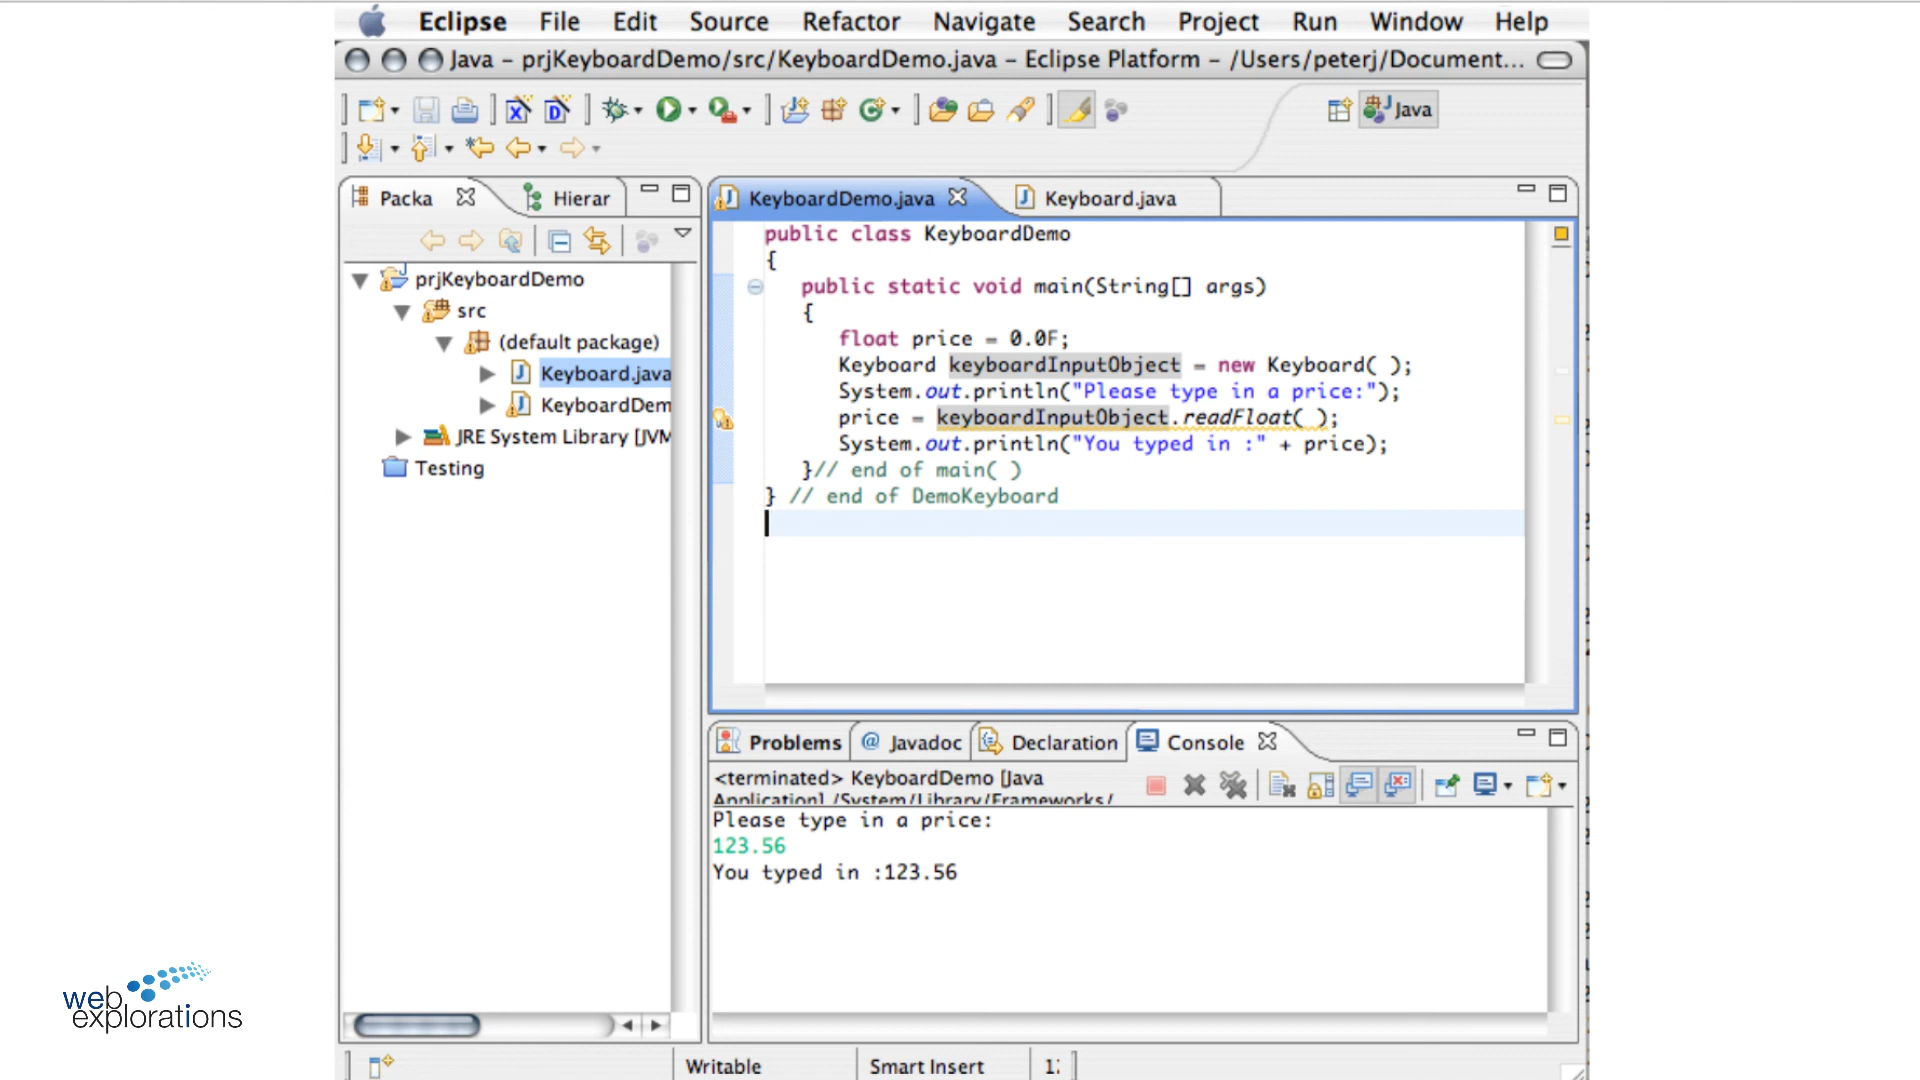 Eclipse File Edit Source Refactor Navigate Search Project Run Window Help
Java – prjKeyboardDemo/src/KeyboardDemo.java – Eclipse Platform – /Users/peterj/Document...
Java
Packa Hierar
prjKeyboardDemo
src
(default package)
Keyboard.java
KeyboardDem
JRE System Library [JVM
Testing
KeyboardDemo.java Keyboard.java
public class KeyboardDemo
{
public static void main(String[] args)
{
float price = 0.0F;
Keyboard keyboardInputObject = new Keyboard( );
System.out.println("Please type in a price:");
price = keyboardInputObject.readFloat( );
System.out.println("You typed in :" + price);
}// end of main( )
} // end of DemoKeyboard
Problems @ Javadoc Declaration Console
<terminated> KeyboardDemo [Java
Application] /System/Library/Frameworks/
Please type in a price:
123.56
You typed in :123.56
web
explorations
Writable Smart Insert 1: